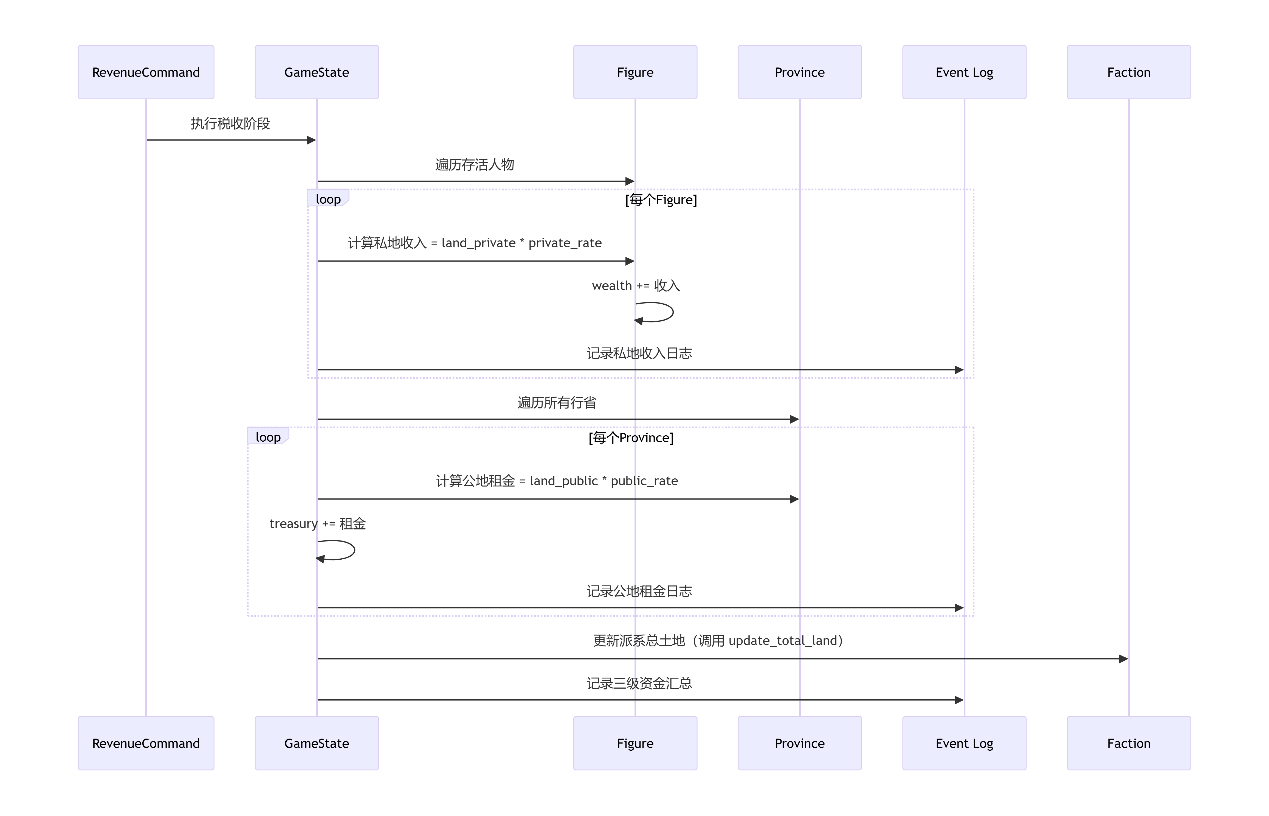 RevenueCommand
GameState
Figure
Province
Event Log
Faction
执行税收阶段
遍历存活人物
loop
[每个Figure]
计算私地收入 = land_private * private_rate
wealth += 收入
记录私地收入日志
遍历所有行省
loop
[每个Province]
计算公地租金 = land_public * public_rate
treasury += 租金
记录公地租金日志
更新派系总土地（调用 update_total_land）
记录三级资金汇总
RevenueCommand
GameState
Figure
Province
Event Log
Faction